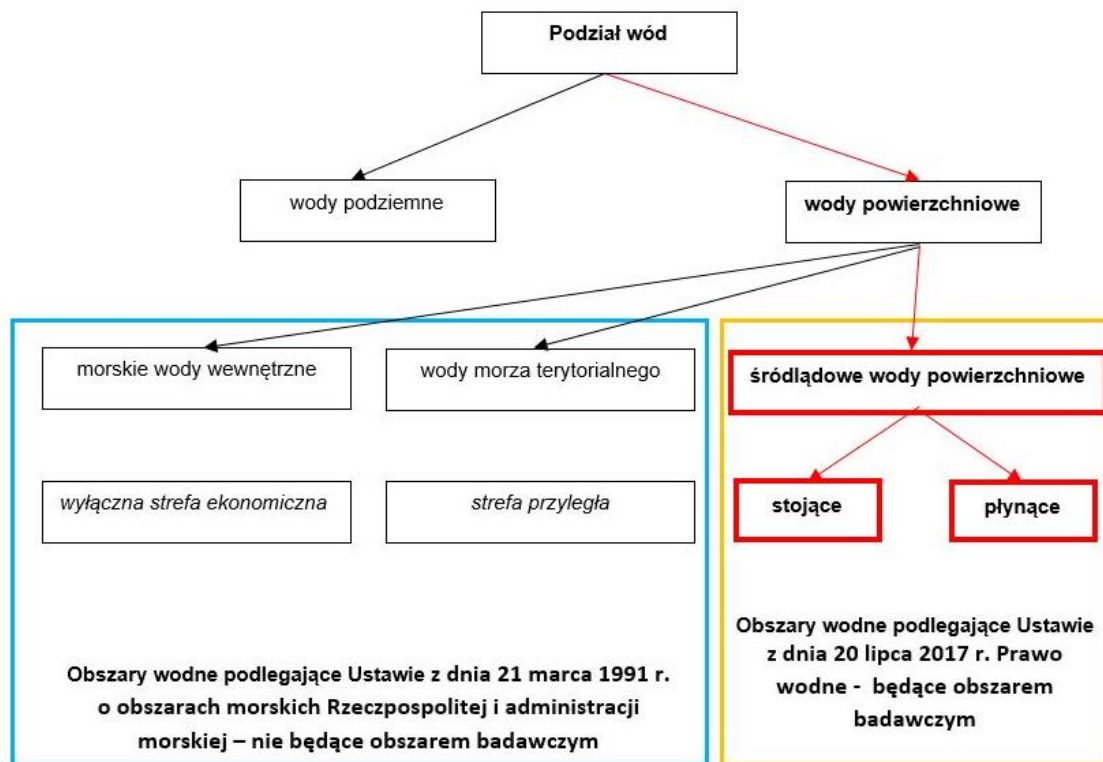 Podział wód
wody podziemne
wody powierzchniowe
morskie wody wewnętrzne
wody morza terytorialnego
śródlądowe wody powierzchniowe
wyłączna strefa ekonomiczna
strefa przyległa
stojące
płynące
Obszary wodne podlegające Ustawie z dnia 21 marca 1991 r.
o obszarach morskich Rzeczpospolitej i administracji
morskiej – nie będące obszarem badawczym
Obszary wodne podlegające Ustawie
z dnia 20 lipca 2017 r. Prawo
wodne - będące obszarem
badawczym